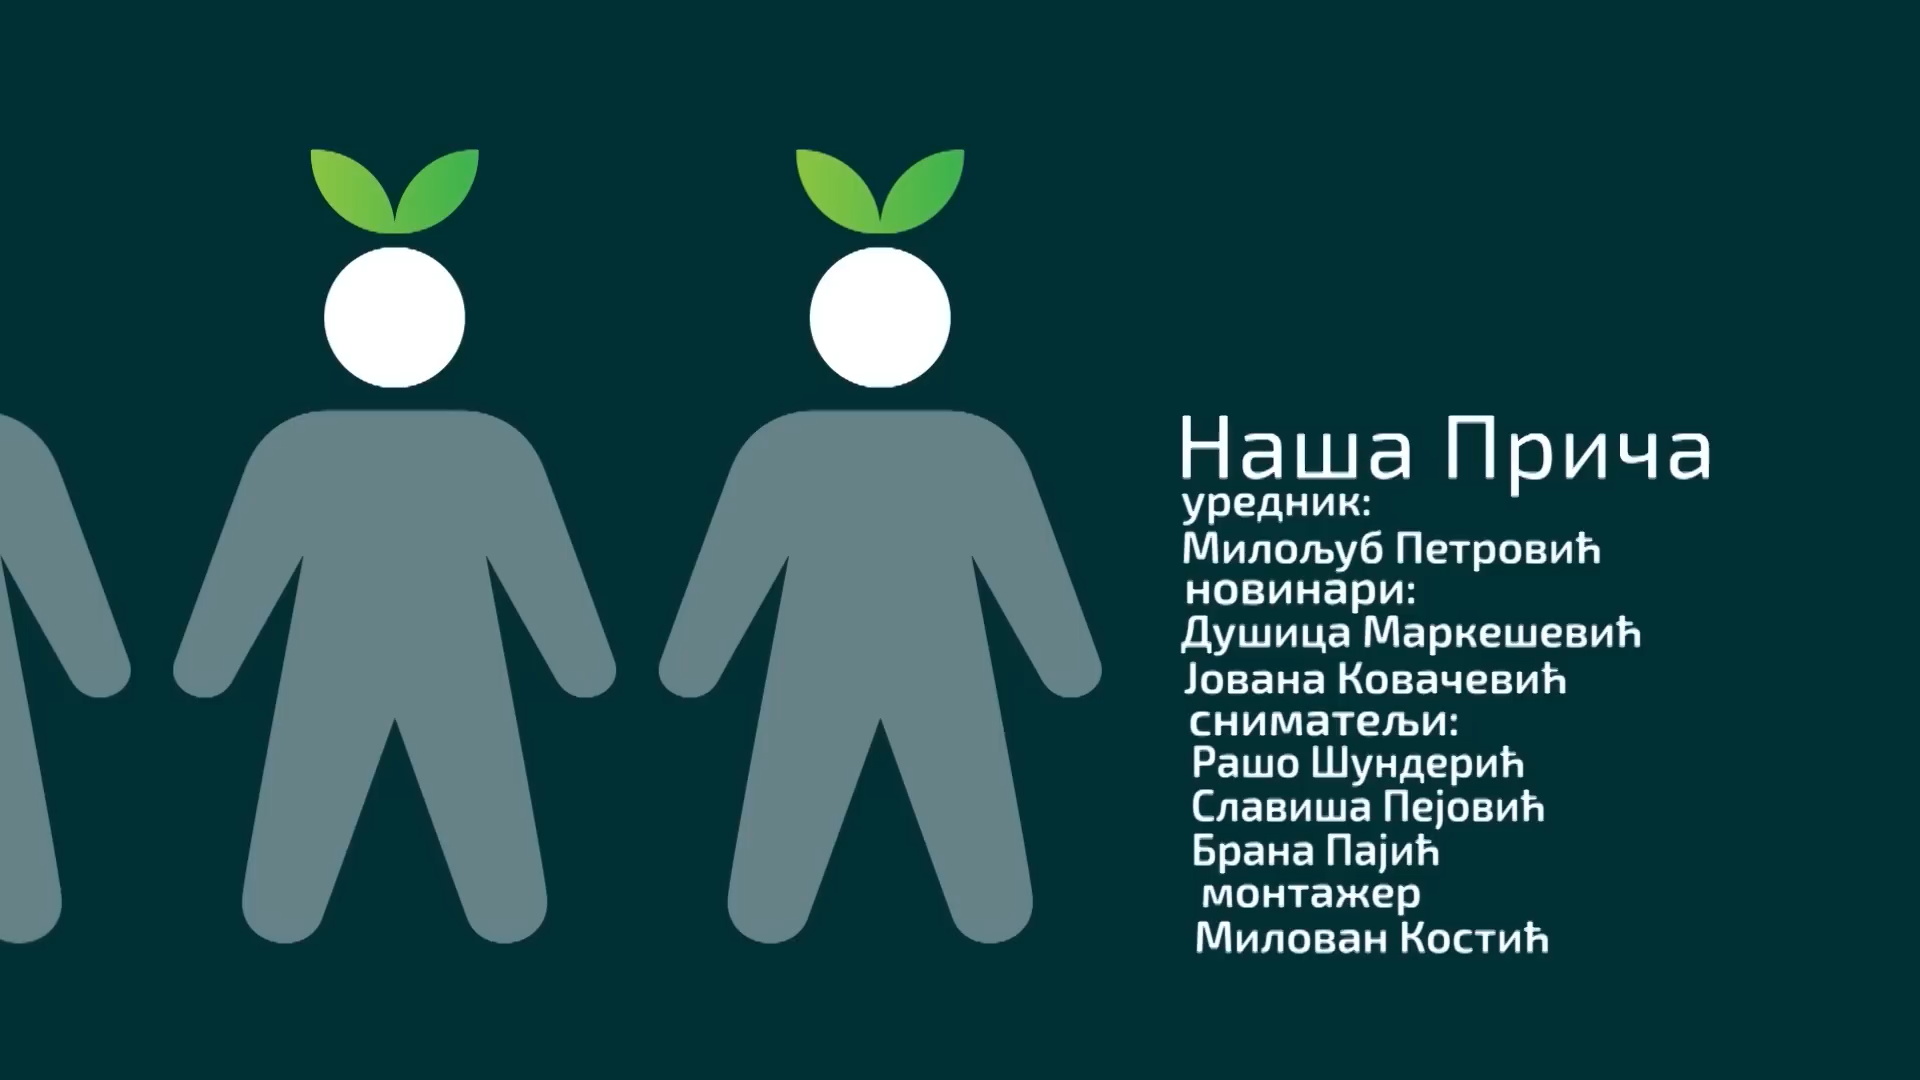 Наша Прича
уредник:
Милољуб Петровић
новинари:
Душица Маркешевић
Јована Ковачевић
сниматељи:
Рашо Шундерић
Славиша Пејовић
Брана Пајић
монтажер
Милован Костић